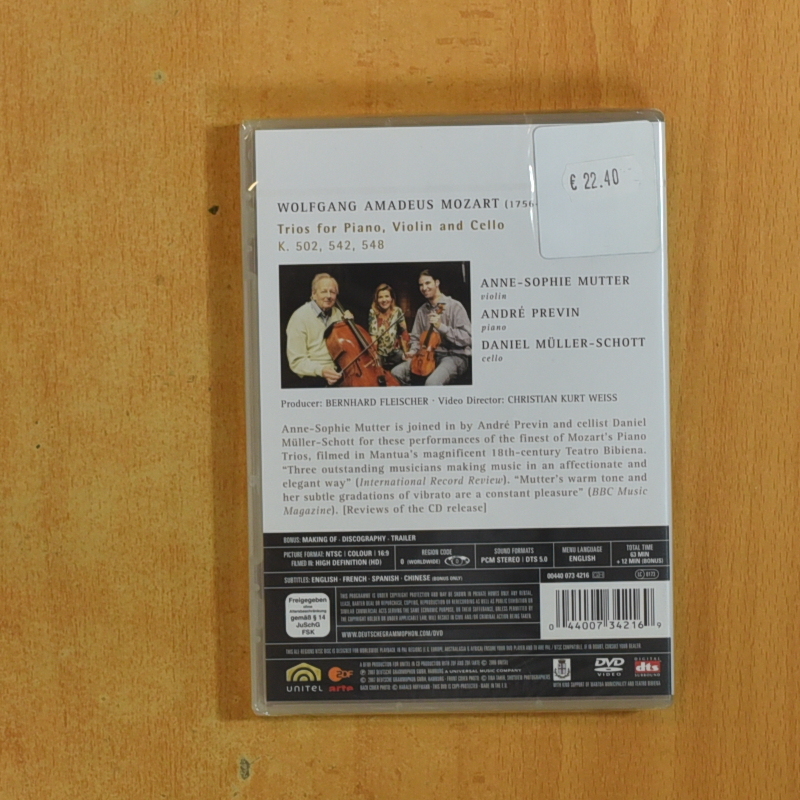 € 22.40
WOLFGANG AMADEUS MOZART (1756-
Trios for Piano, Violin and Cello
K. 502, 542, 548
ANNE-SOPHIE MUTTER
violin
ANDRÉ PREVIN
piano
DANIEL MÜLLER-SCHOTT
cello
Producer: BERNHARD FLEISCHER · Video Director: CHRISTIAN KURT WEISS
Anne-Sophie Mutter is joined in by André Previn and cellist Daniel
Müller-Schott for these performances of the finest of Mozart's Piano
Trios, filmed in Mantua's magnificent 18th-century Teatro Bibiena.
“Three outstanding musicians making music in an affectionate and
elegant way” (International Record Review). “Mutter's warm tone and
her subtle gradations of vibrato are a constant pleasure” (BBC Music
Magazine). [Reviews of the CD release]
BONUS: MAKING OF · DISCOGRAPHY · TRAILER
PICTURE FORMAT: NTSC | COLOUR | 16:9
FILMED IN: HIGH DEFINITION (HD)
REGION CODE
0 (WORLDWIDE)
SOUND FORMATS
PCM STEREO | DTS 5.0
MENU LANGUAGE
ENGLISH
TOTAL TIME
63 MIN
+ 12 MIN (BONUS)
SUBTITLES: ENGLISH · FRENCH · SPANISH · CHINESE (BONUS ONLY)
00440 073 4216
Freigegeben
ohne
gemäß § 14
JuSchG
FSK
WWW.DEUTSCHEGRAMMOPHON.COM/DVD
0 44007 34216 9
UNITEL
ZDF
arte
DVD
VIDEO
DIGITAL
dts